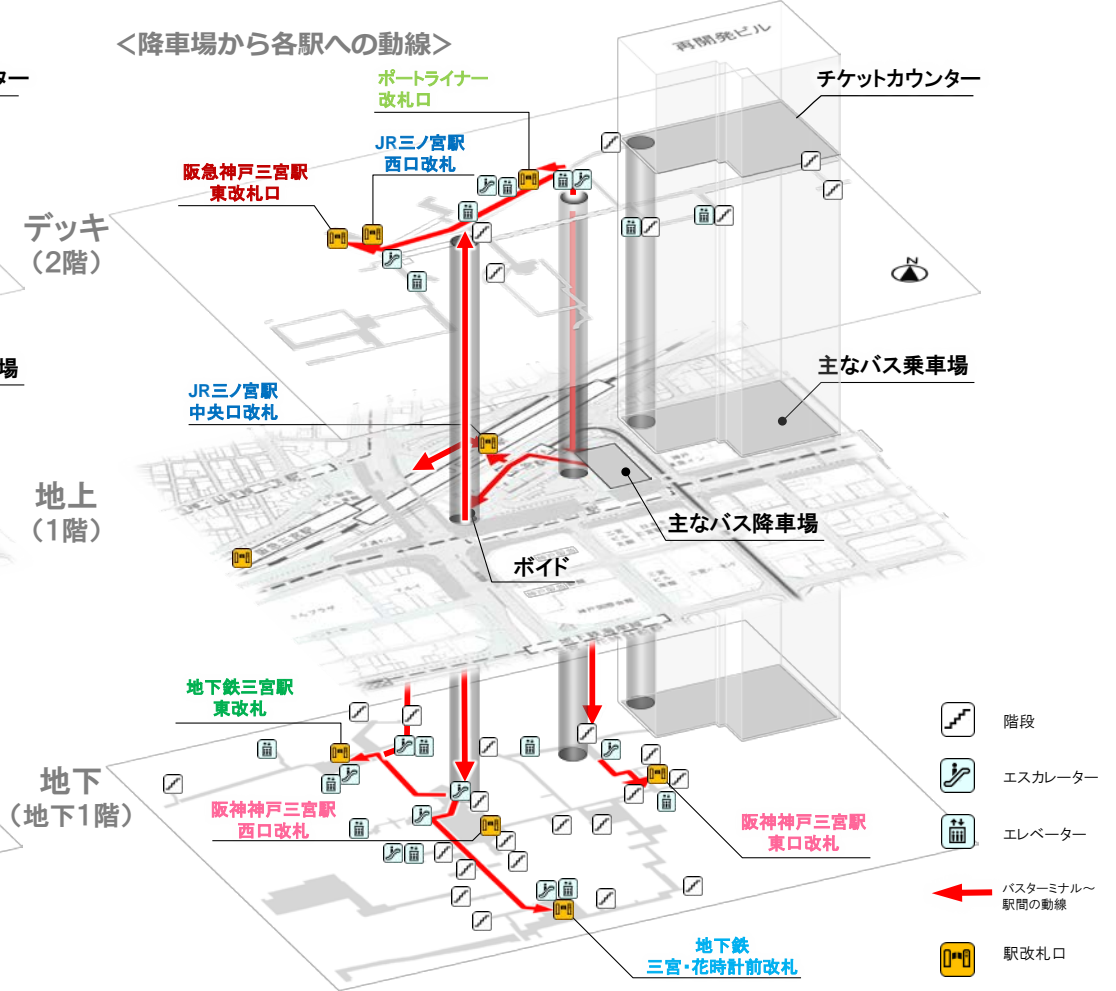 <降車場から各駅への動線>
再開発ビル
ター
チケットカウンター
ポートライナー
改札口
JR三ノ宮駅
西口改札
阪急神戸三宮駅
東改札口
デッキ
(2階)
N
場
主なバス乗車場
JR三ノ宮駅
中央口改札
地上
(1階)
主なバス降車場
ボイド
地下鉄三宮駅
東改札
地下
(地下1階)
阪神神戸三宮駅
西口改札
阪神神戸三宮駅
東口改札
地下鉄
三宮・花時計前改札
階段
エスカレーター
エレベーター
バスターミナル～
駅間の動線
駅改札口